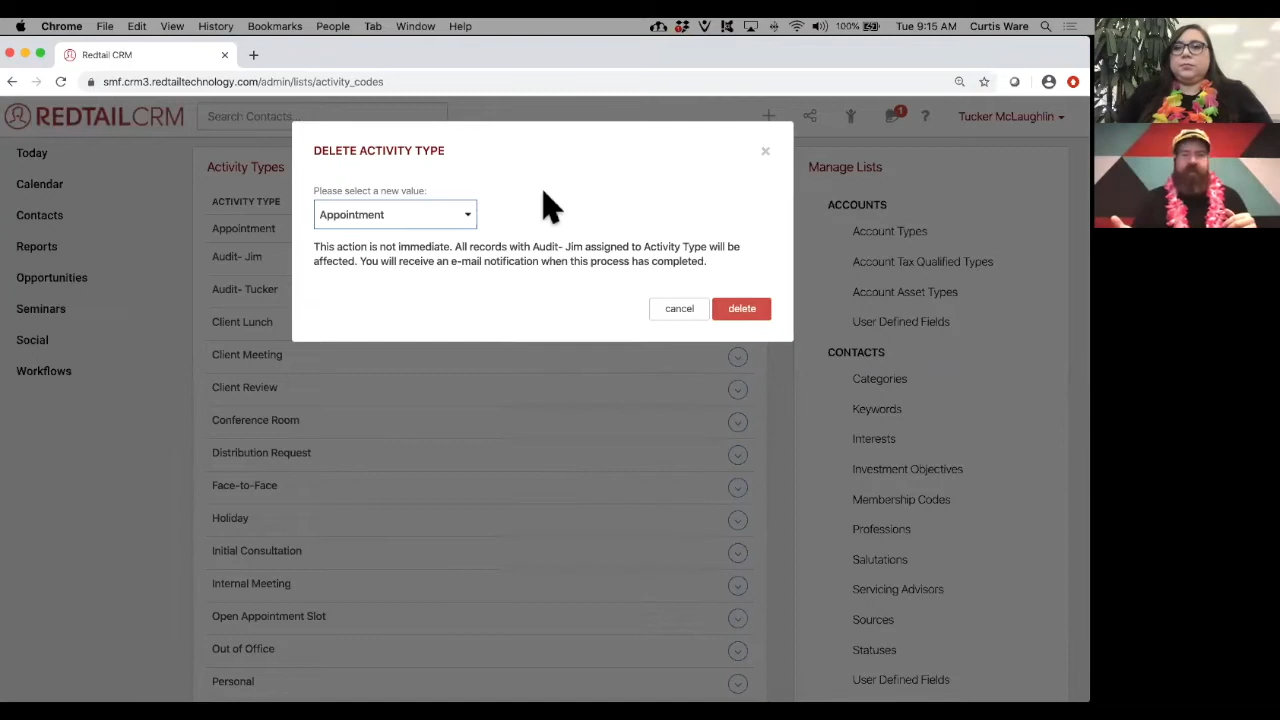 Chrome File Edit View History Bookmarks People Tab Window Help 100% Tue 9:15 AM Curtis Ware
Redtail CRM
smf.crm3.redtailtechnology.com/admin/lists/activity_codes
REDTAILCRM Search Contacts... 1 ? Tucker McLaughlin
Today
Calendar
Contacts
Reports
Opportunities
Seminars
Social
Workflows
Activity Types
ACTIVITY TYPE
Appointment
Audit- Jim
Audit- Tucker
Client Lunch
Client Meeting
Client Review
Conference Room
Distribution Request
Face-to-Face
Holiday
Initial Consultation
Internal Meeting
Open Appointment Slot
Out of Office
Personal
DELETE ACTIVITY TYPE
Please select a new value:
Appointment
This action is not immediate. All records with Audit- Jim assigned to Activity Type will be
affected. You will receive an e-mail notification when this process has completed.
cancel delete
Manage Lists
ACCOUNTS
Account Types
Account Tax Qualified Types
Account Asset Types
User Defined Fields
CONTACTS
Categories
Keywords
Interests
Investment Objectives
Membership Codes
Professions
Salutations
Servicing Advisors
Sources
Statuses
User Defined Fields